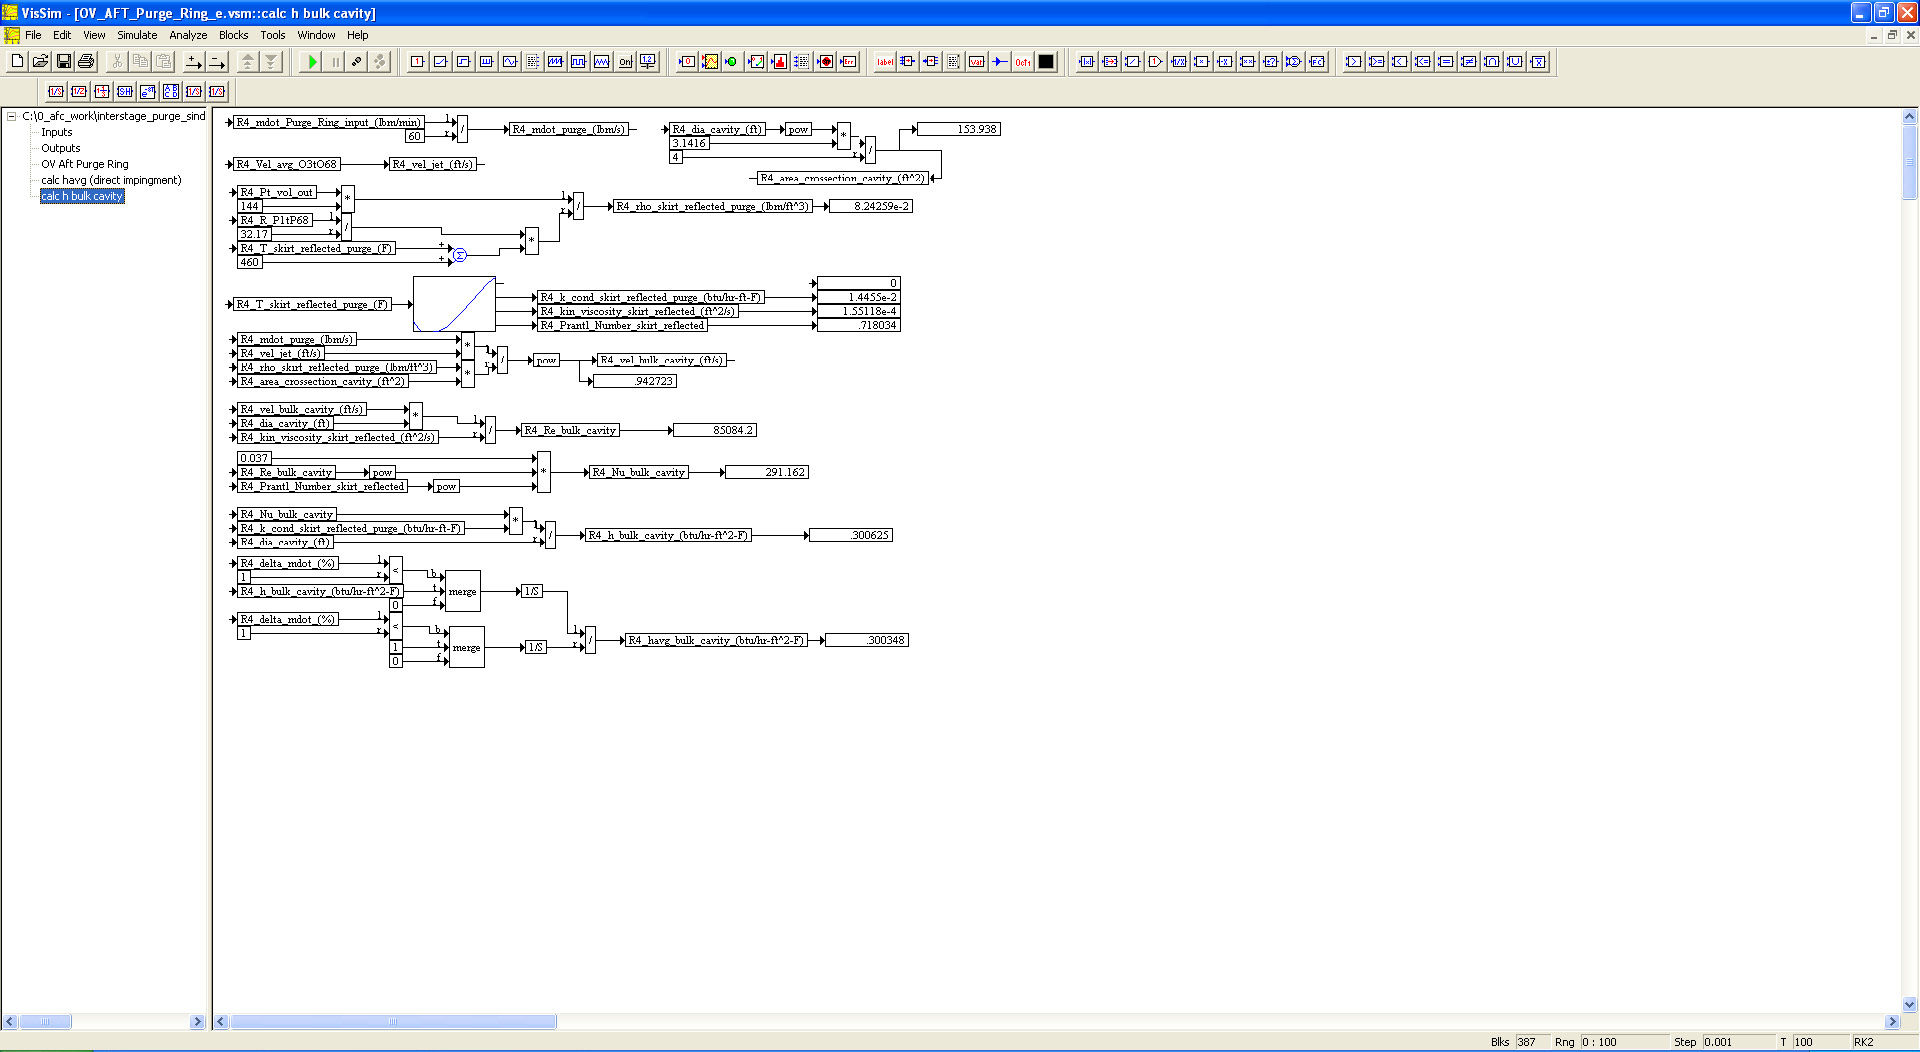 VisSim - [OV_AFT_Purge_Ring_e.vsm::calc h bulk cavity]
File Edit View Simulate Analyze Blocks Tools Window Help
C:\0_afc_work\interstage_purge_sind
Inputs
Outputs
OV Aft Purge Ring
calc havg (direct impingment)
calc h bulk cavity
R4_mdot_Purge_Ring_input_(lbm/min) l / R4_mdot_purge_(lbm/s)
60 r
R4_dia_cavity_(ft) pow * 153.938
3.1416 /
4 r
R4_area_crossection_cavity_(ft^2)
R4_Vel_avg_O3tO68 R4_vel_jet_(ft/s)
R4_Pt_vol_out *
144
R4_R_P1tP68 l /
32.17 r
R4_T_skirt_reflected_purge_(F) + Σ *
460 +
l / R4_rho_skirt_reflected_purge_(lbm/ft^3) 8.24259e-2
r
R4_T_skirt_reflected_purge_(F)
0
R4_k_cond_skirt_reflected_purge_(btu/hr-ft-F) 1.4455e-2
R4_kin_viscosity_skirt_reflected_(ft^2/s) 1.55118e-4
R4_Prantl_Number_skirt_reflected .718034
R4_mdot_purge_(lbm/s) *
R4_vel_jet_(ft/s) l / pow R4_vel_bulk_cavity_(ft/s)
R4_rho_skirt_reflected_purge_(lbm/ft^3) r
R4_area_crossection_cavity_(ft^2) * .942723
R4_vel_bulk_cavity_(ft/s) *
R4_dia_cavity_(ft) l / R4_Re_bulk_cavity 85084.2
R4_kin_viscosity_skirt_reflected_(ft^2/s) r
0.037
R4_Re_bulk_cavity pow * R4_Nu_bulk_cavity 291.162
R4_Prantl_Number_skirt_reflected pow
R4_Nu_bulk_cavity *
R4_k_cond_skirt_reflected_purge_(btu/hr-ft-F) l / R4_h_bulk_cavity_(btu/hr-ft^2-F) .300625
R4_dia_cavity_(ft) r
R4_delta_mdot_(%) l <
1 r b
R4_h_bulk_cavity_(btu/hr-ft^2-F) t merge 1/S
0 f
R4_delta_mdot_(%) l <
1 r b
1 t merge 1/S
0 f
l / R4_havg_bulk_cavity_(btu/hr-ft^2-F) .300348
r
Blks 387 Rng 0 : 100 Step 0.001 T 100 RK2